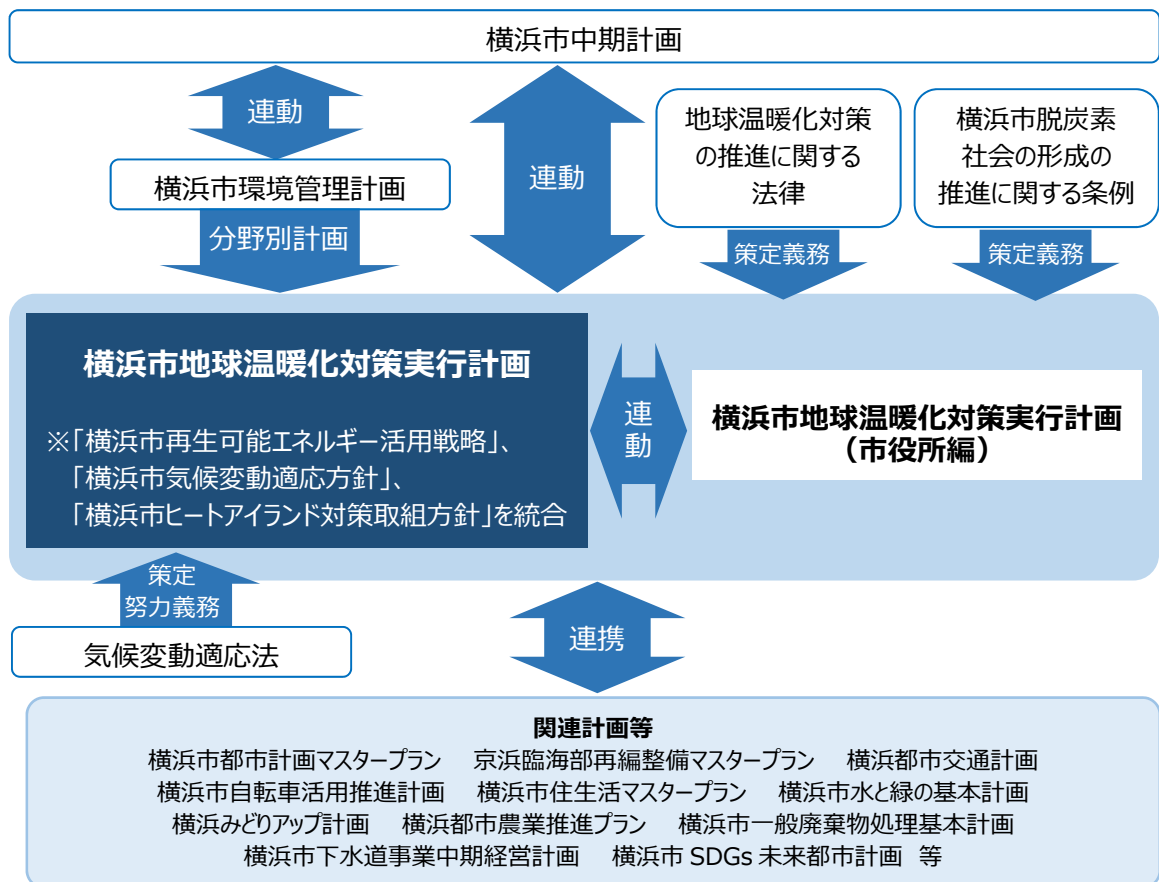 横浜市中期計画
連動
連動
地球温暖化対策
の推進に関する
法律
横浜市脱炭素
社会の形成の
推進に関する条例
横浜市環境管理計画
分野別計画
策定義務
策定義務
横浜市地球温暖化対策実行計画
※「横浜市再生可能エネルギー活用戦略」、
「横浜市気候変動適応方針」、
「横浜市ヒートアイランド対策取組方針」を統合
連
動
横浜市地球温暖化対策実行計画
（市役所編）
策定
努力義務
気候変動適応法
連携
関連計画等
横浜市都市計画マスタープラン 京浜臨海部再編整備マスタープラン 横浜都市交通計画
横浜市自転車活用推進計画 横浜市住生活マスタープラン 横浜市水と緑の基本計画
横浜みどりアップ計画 横浜都市農業推進プラン 横浜市一般廃棄物処理基本計画
横浜市下水道事業中期経営計画 横浜市 SDGs 未来都市計画 等